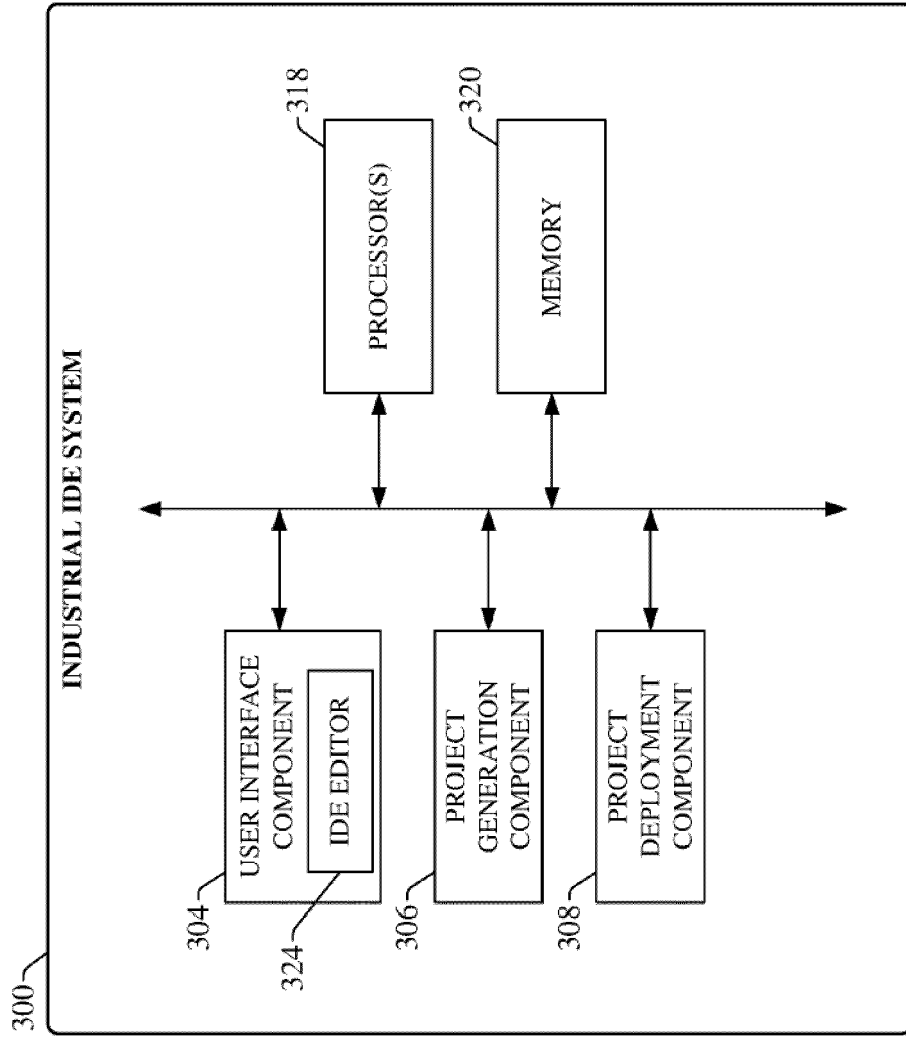 300
INDUSTRIAL IDE SYSTEM
304
USER INTERFACE
COMPONENT
324
IDE EDITOR
306
PROJECT
GENERATION
COMPONENT
308
PROJECT
DEPLOYMENT
COMPONENT
318
PROCESSOR(S)
320
MEMORY